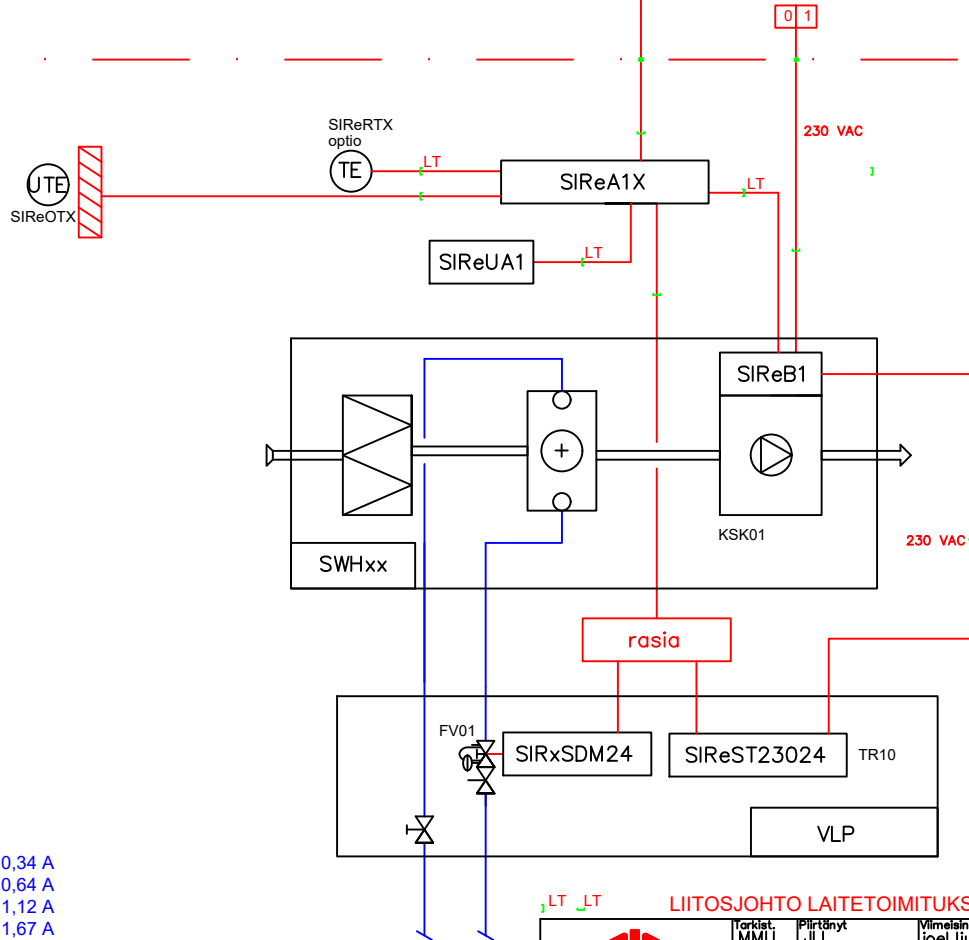 0 1
230 VAC
SIReRTX
optio
TE
LT
UTE
SIReOTX
SIReA1X
LT
SIReUA1
LT
SIReB1
KSK01
230 VAC
SWHxx
rasia
FV01
SIRxSDM24
SIReST23024
TR10
VLP
0,34 A
0,64 A
1,12 A
1,67 A
LT LT
LIITOSJOHTO LAITETOIMITUKS
Tarkist. Piirtänyt Viimeisin
MMU JLI